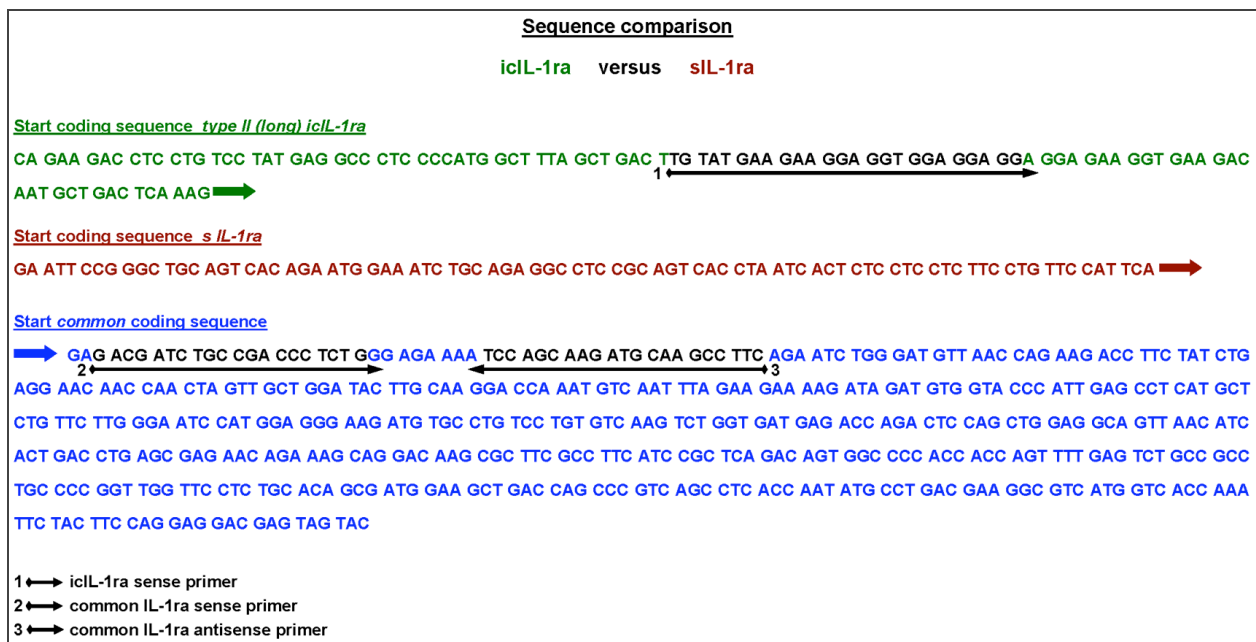 Sequence comparison
icIL-1ra versus sIL-1ra
Start coding sequence type II (long) icIL-1ra
CA GAA GAC CTC CTG TCC TAT GAG GCC CTC CCCATG GCT TTA GCT GAC TTG TAT GAA GAA GGA GGT GGA GGA GGA GGA GAA GGT GAA GAC
1
AAT GCT GAC TCA AAG
Start coding sequence s IL-1ra
GA ATT CCG GGC TGC AGT CAC AGA ATG GAA ATC TGC AGA GGC CTC CGC AGT CAC CTA ATC ACT CTC CTC CTC TTC CTG TTC CAT TCA
Start common coding sequence
GAG ACG ATC TGC CGA CCC TCT GGG AGA AAA TCC AGC AAG ATG CAA GCC TTC AGA ATC TGG GAT GTT AAC CAG AAG ACC TTC TAT CTG
2 3
AGG AAC AAC CAA CTA GTT GCT GGA TAC TTG CAA GGA CCA AAT GTC AAT TTA GAA GAA AAG ATA GAT GTG GTA CCC ATT GAG CCT CAT GCT
CTG TTC TTG GGA ATC CAT GGA GGG AAG ATG TGC CTG TCC TGT GTC AAG TCT GGT GAT GAG ACC AGA CTC CAG CTG GAG GCA GTT AAC ATC
ACT GAC CTG AGC GAG AAC AGA AAG CAG GAC AAG CGC TTC GCC TTC ATC CGC TCA GAC AGT GGC CCC ACC ACC AGT TTT GAG TCT GCC GCC
TGC CCC GGT TGG TTC CTC TGC ACA GCG ATG GAA GCT GAC CAG CCC GTC AGC CTC ACC AAT ATG CCT GAC GAA GGC GTC ATG GTC ACC AAA
TTC TAC TTC CAG GAG GAC GAG TAG TAC
1 icIL-1ra sense primer
2 common IL-1ra sense primer
3 common IL-1ra antisense primer